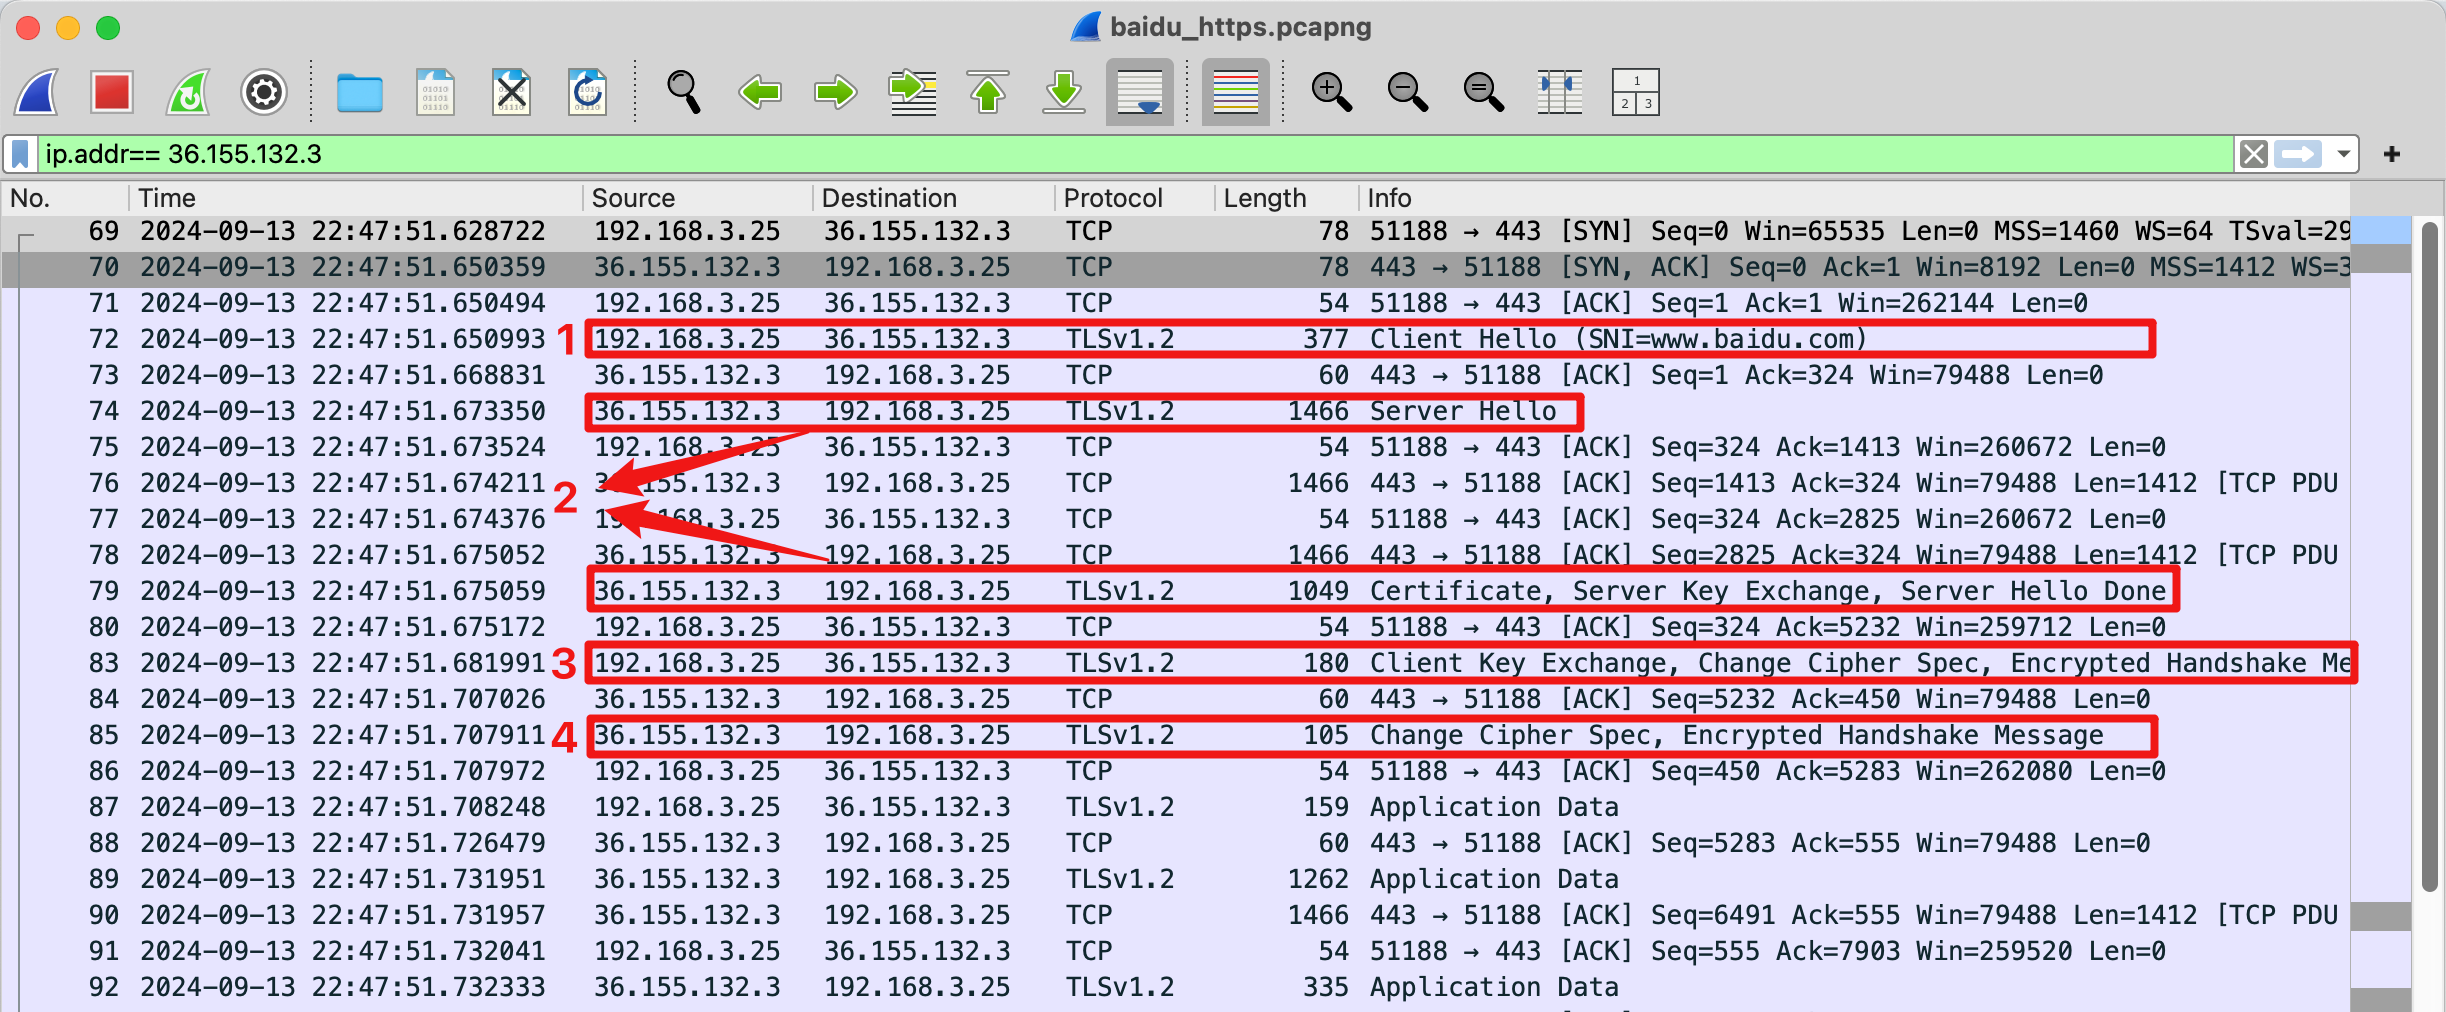 baidu_https.pcapng
1
2 3
ip.addr== 36.155.132.3
+
No. Time Source Destination Protocol Length Info
69 2024-09-13 22:47:51.628722 192.168.3.25 36.155.132.3 TCP 78 51188 → 443 [SYN] Seq=0 Win=65535 Len=0 MSS=1460 WS=64 TSval=29
70 2024-09-13 22:47:51.650359 36.155.132.3 192.168.3.25 TCP 78 443 → 51188 [SYN, ACK] Seq=0 Ack=1 Win=8192 Len=0 MSS=1412 WS=3
71 2024-09-13 22:47:51.650494 192.168.3.25 36.155.132.3 TCP 54 51188 → 443 [ACK] Seq=1 Ack=1 Win=262144 Len=0
72 2024-09-13 22:47:51.650993 1 192.168.3.25 36.155.132.3 TLSv1.2 377 Client Hello (SNI=www.baidu.com)
73 2024-09-13 22:47:51.668831 36.155.132.3 192.168.3.25 TCP 60 443 → 51188 [ACK] Seq=1 Ack=324 Win=79488 Len=0
74 2024-09-13 22:47:51.673350 36.155.132.3 192.168.3.25 TLSv1.2 1466 Server Hello
75 2024-09-13 22:47:51.673524 192.168.3.25 36.155.132.3 TCP 54 51188 → 443 [ACK] Seq=324 Ack=1413 Win=260672 Len=0
76 2024-09-13 22:47:51.674211 2 36.155.132.3 192.168.3.25 TCP 1466 443 → 51188 [ACK] Seq=1413 Ack=324 Win=79488 Len=1412 [TCP PDU
77 2024-09-13 22:47:51.674376 192.168.3.25 36.155.132.3 TCP 54 51188 → 443 [ACK] Seq=324 Ack=2825 Win=260672 Len=0
78 2024-09-13 22:47:51.675052 36.155.132.3 192.168.3.25 TCP 1466 443 → 51188 [ACK] Seq=2825 Ack=324 Win=79488 Len=1412 [TCP PDU
79 2024-09-13 22:47:51.675059 36.155.132.3 192.168.3.25 TLSv1.2 1049 Certificate, Server Key Exchange, Server Hello Done
80 2024-09-13 22:47:51.675172 192.168.3.25 36.155.132.3 TCP 54 51188 → 443 [ACK] Seq=324 Ack=5232 Win=259712 Len=0
83 2024-09-13 22:47:51.681991 3 192.168.3.25 36.155.132.3 TLSv1.2 180 Client Key Exchange, Change Cipher Spec, Encrypted Handshake Me
84 2024-09-13 22:47:51.707026 36.155.132.3 192.168.3.25 TCP 60 443 → 51188 [ACK] Seq=5232 Ack=450 Win=79488 Len=0
85 2024-09-13 22:47:51.707911 4 36.155.132.3 192.168.3.25 TLSv1.2 105 Change Cipher Spec, Encrypted Handshake Message
86 2024-09-13 22:47:51.707972 192.168.3.25 36.155.132.3 TCP 54 51188 → 443 [ACK] Seq=450 Ack=5283 Win=262080 Len=0
87 2024-09-13 22:47:51.708248 192.168.3.25 36.155.132.3 TLSv1.2 159 Application Data
88 2024-09-13 22:47:51.726479 36.155.132.3 192.168.3.25 TCP 60 443 → 51188 [ACK] Seq=5283 Ack=555 Win=79488 Len=0
89 2024-09-13 22:47:51.731951 36.155.132.3 192.168.3.25 TLSv1.2 1262 Application Data
90 2024-09-13 22:47:51.731957 36.155.132.3 192.168.3.25 TCP 1466 443 → 51188 [ACK] Seq=6491 Ack=555 Win=79488 Len=1412 [TCP PDU
91 2024-09-13 22:47:51.732041 192.168.3.25 36.155.132.3 TCP 54 51188 → 443 [ACK] Seq=555 Ack=7903 Win=259520 Len=0
92 2024-09-13 22:47:51.732333 36.155.132.3 192.168.3.25 TLSv1.2 335 Application Data